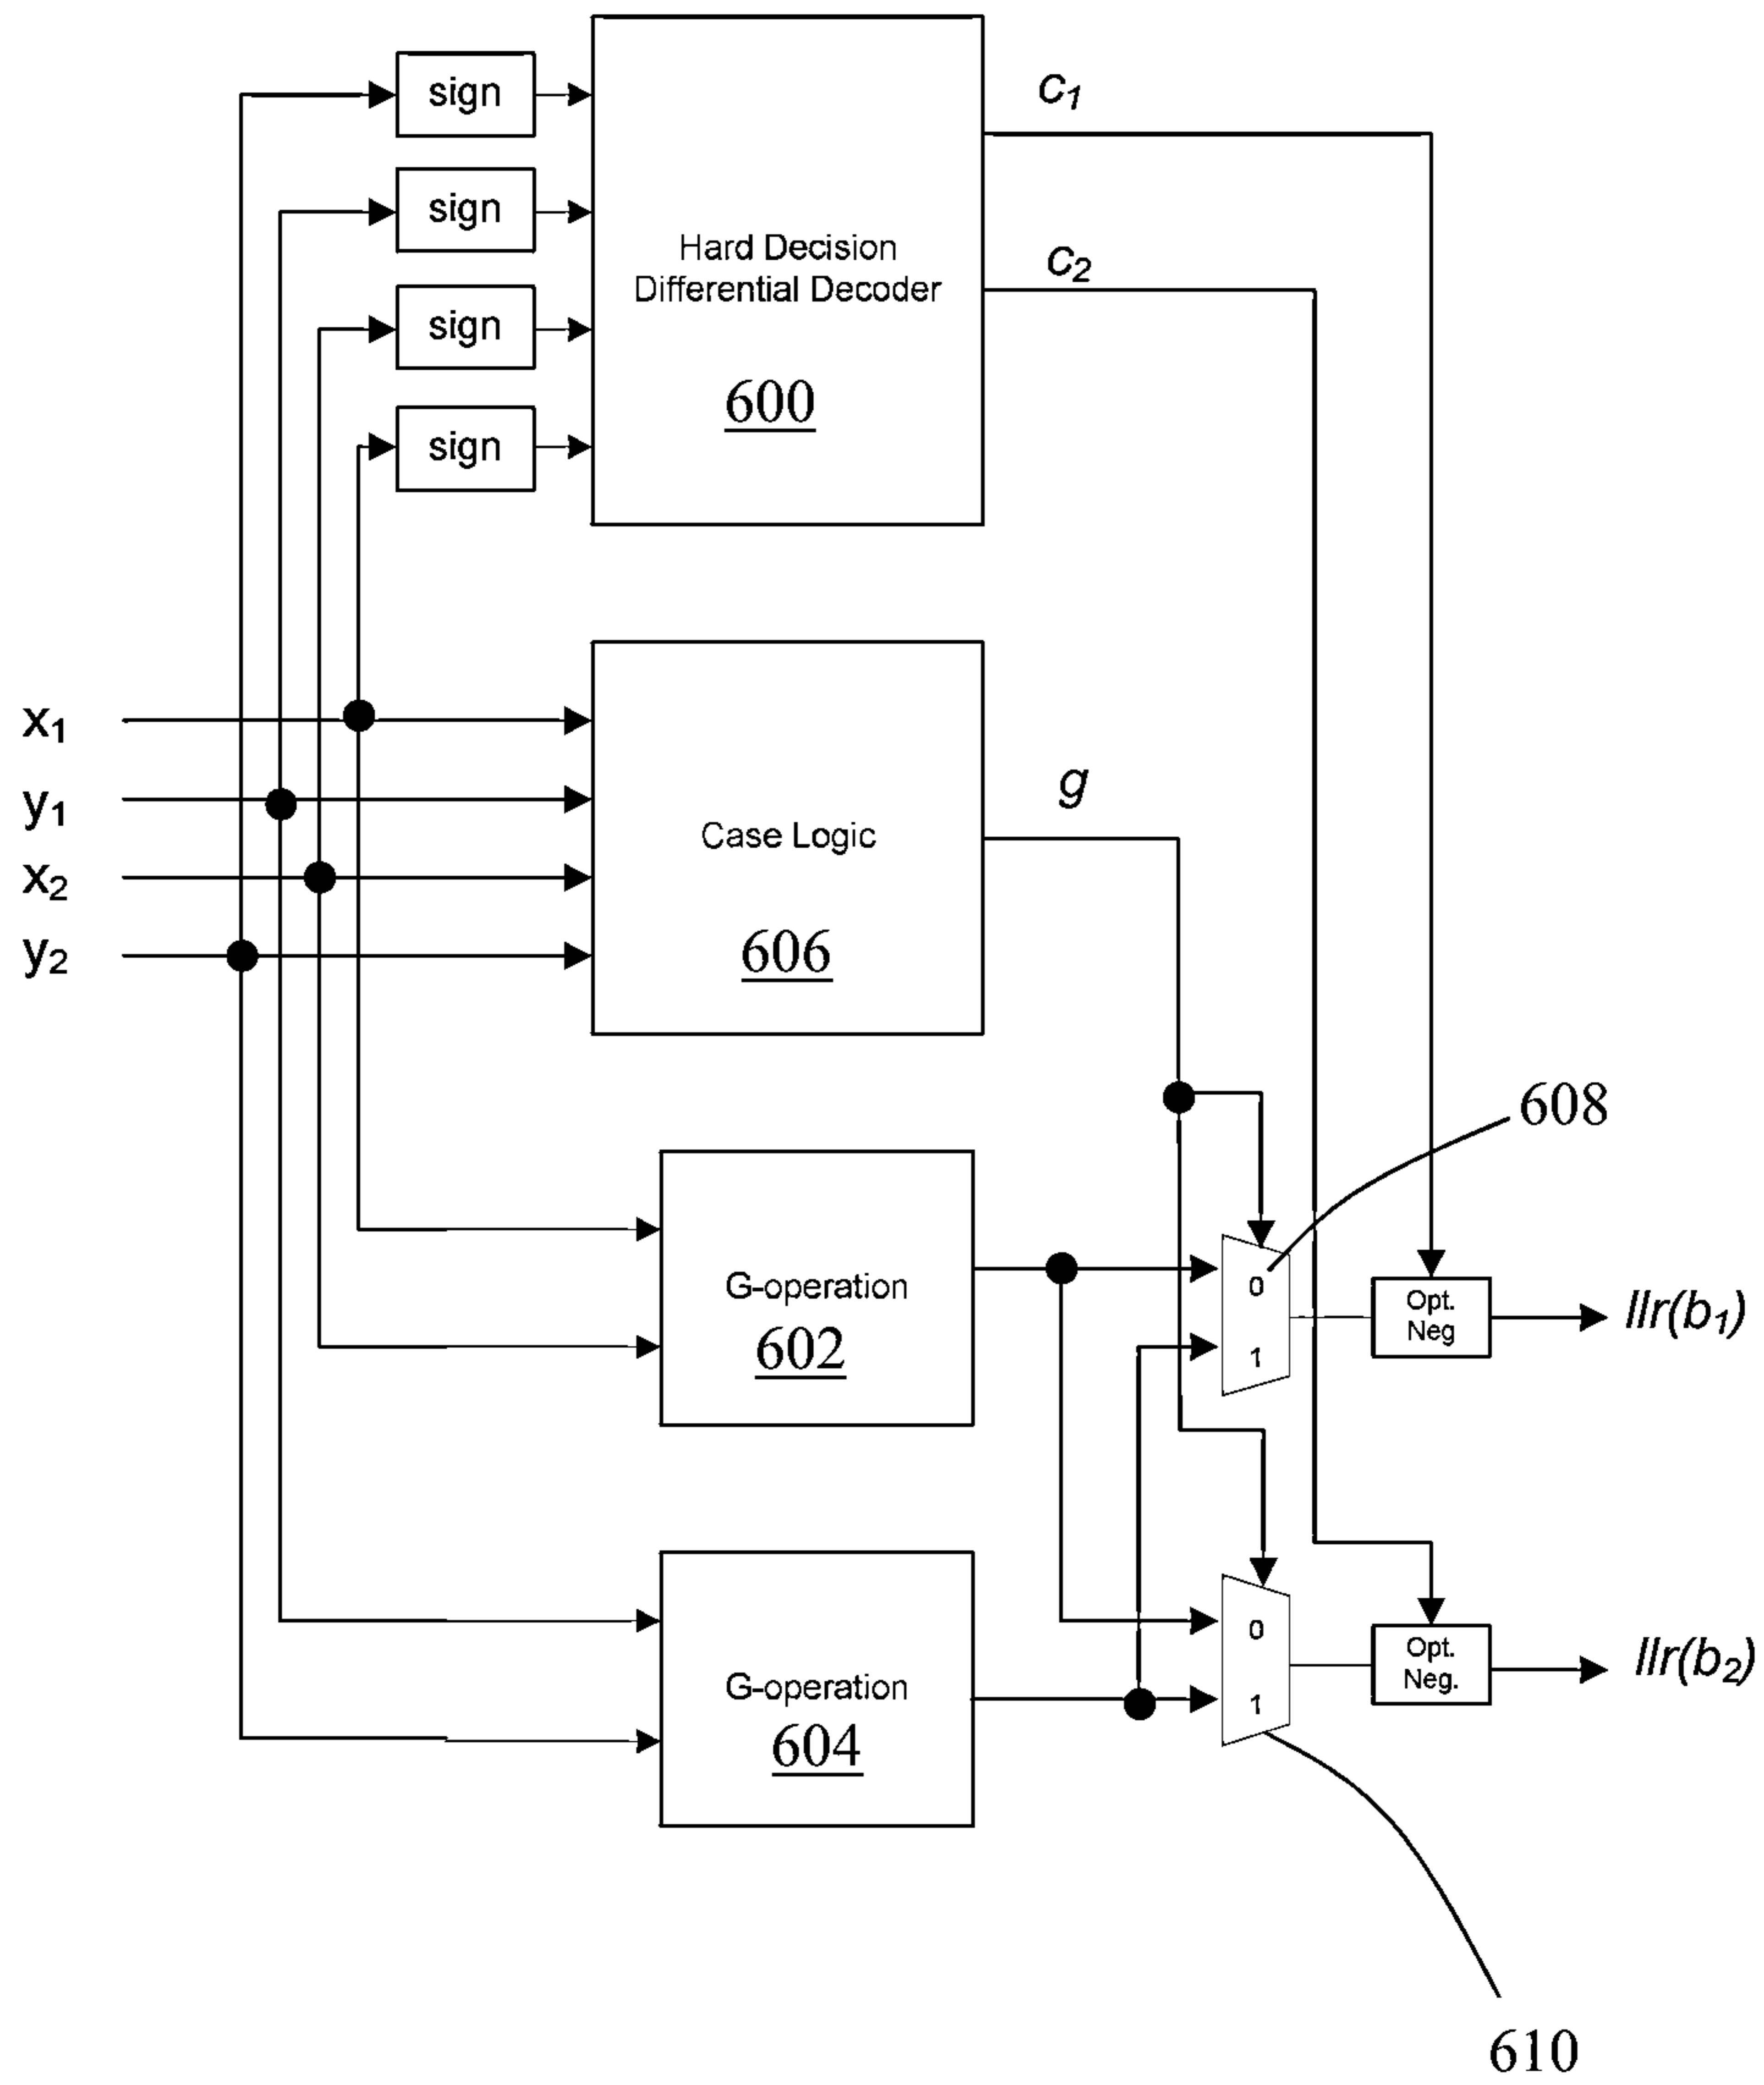 sign
c1
sign
Hard Decision
Differential Decoder
c2
sign
600
sign
x1
y1
g
Case Logic
x2
606
y2
608
G-operation
0
602
1
Opt.
Neg
llr(b1)
0
Opt.
Neg.
llr(b2)
G-operation
1
604
610